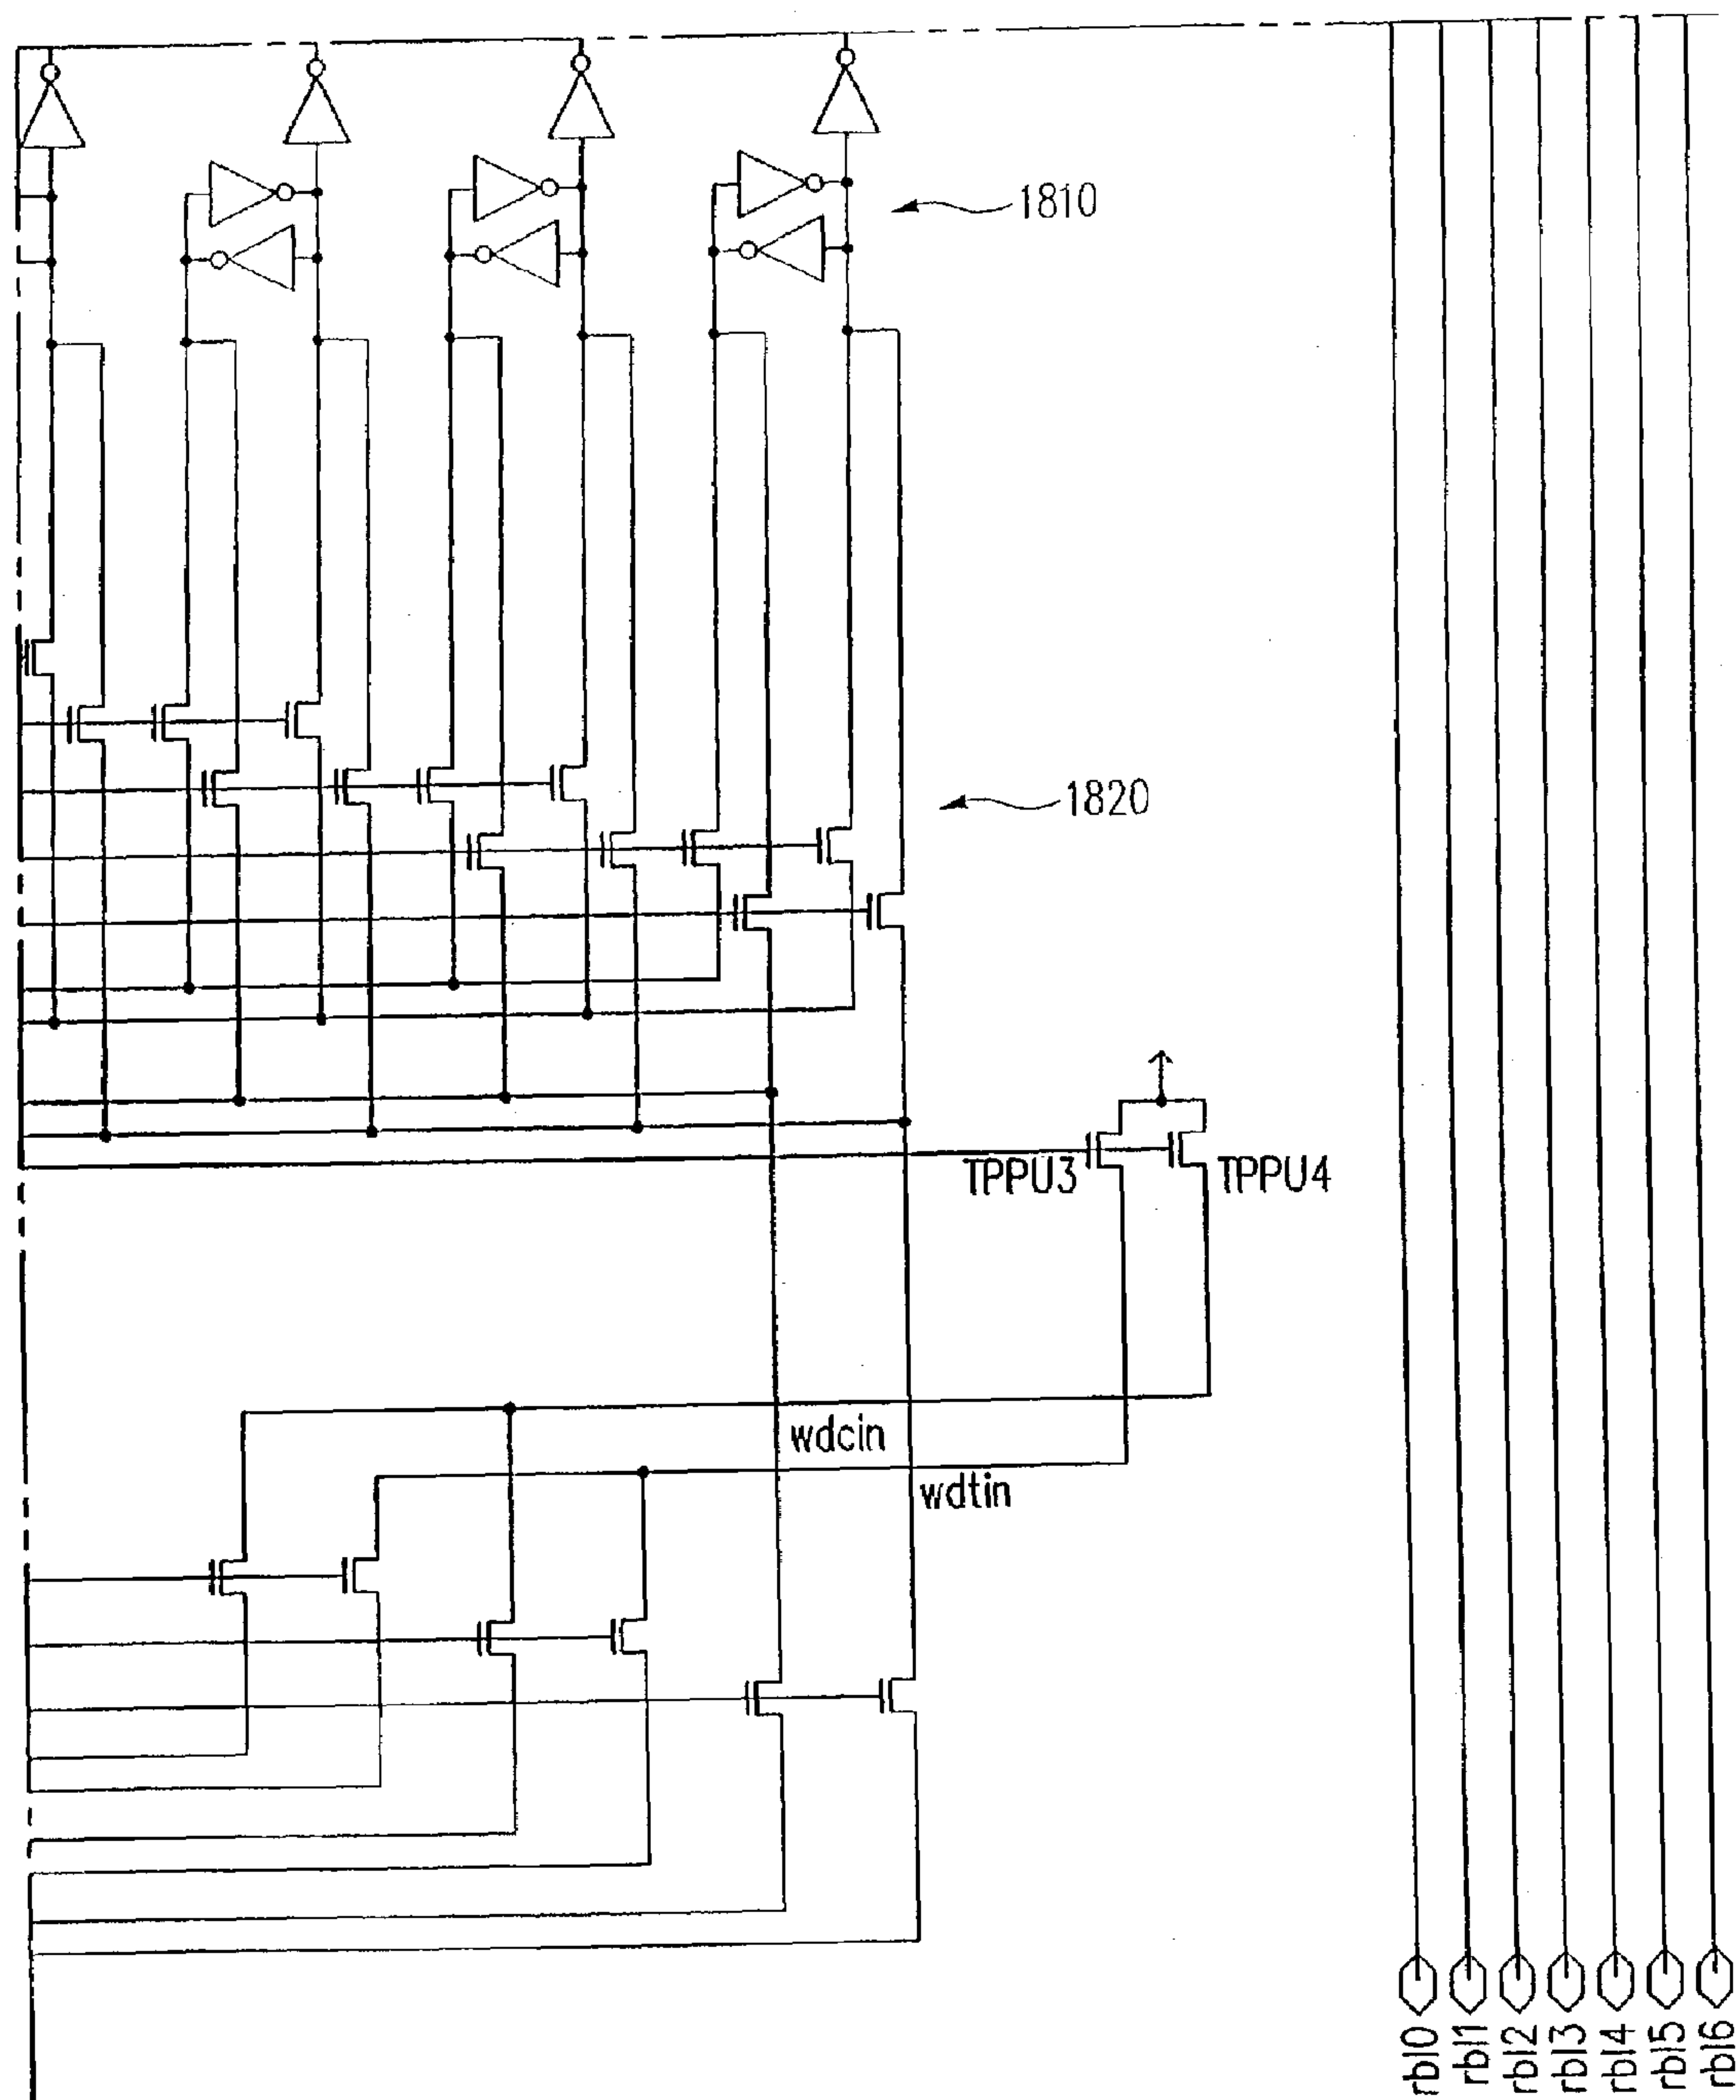 1810
1820
TPPU3
TPPU4
wdcin
wdtin
rbl0
rbl1
rbl2
rbl3
rbl4
rbl5
rbl6